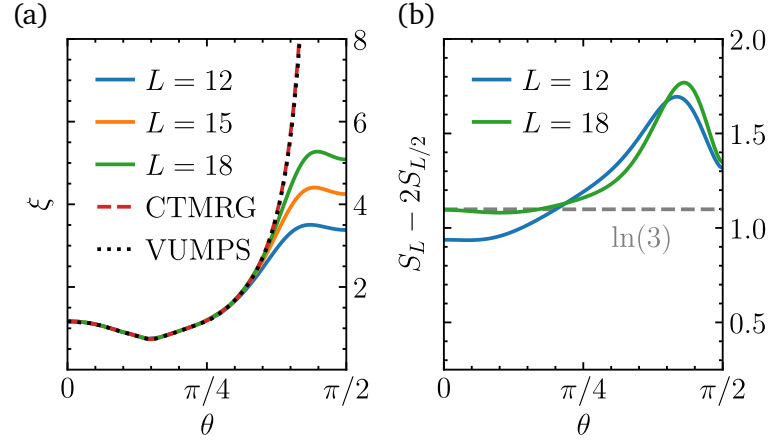 (a)
(b)
L = 12
L = 15
L = 18
CTMRG
VUMPS
ξ
8
6
4
2
0
π/4
π/2
θ
L = 12
L = 18
ln(3)
S_L − 2S_{L/2}
2.0
1.5
1.0
0.5
0
π/4
π/2
θ